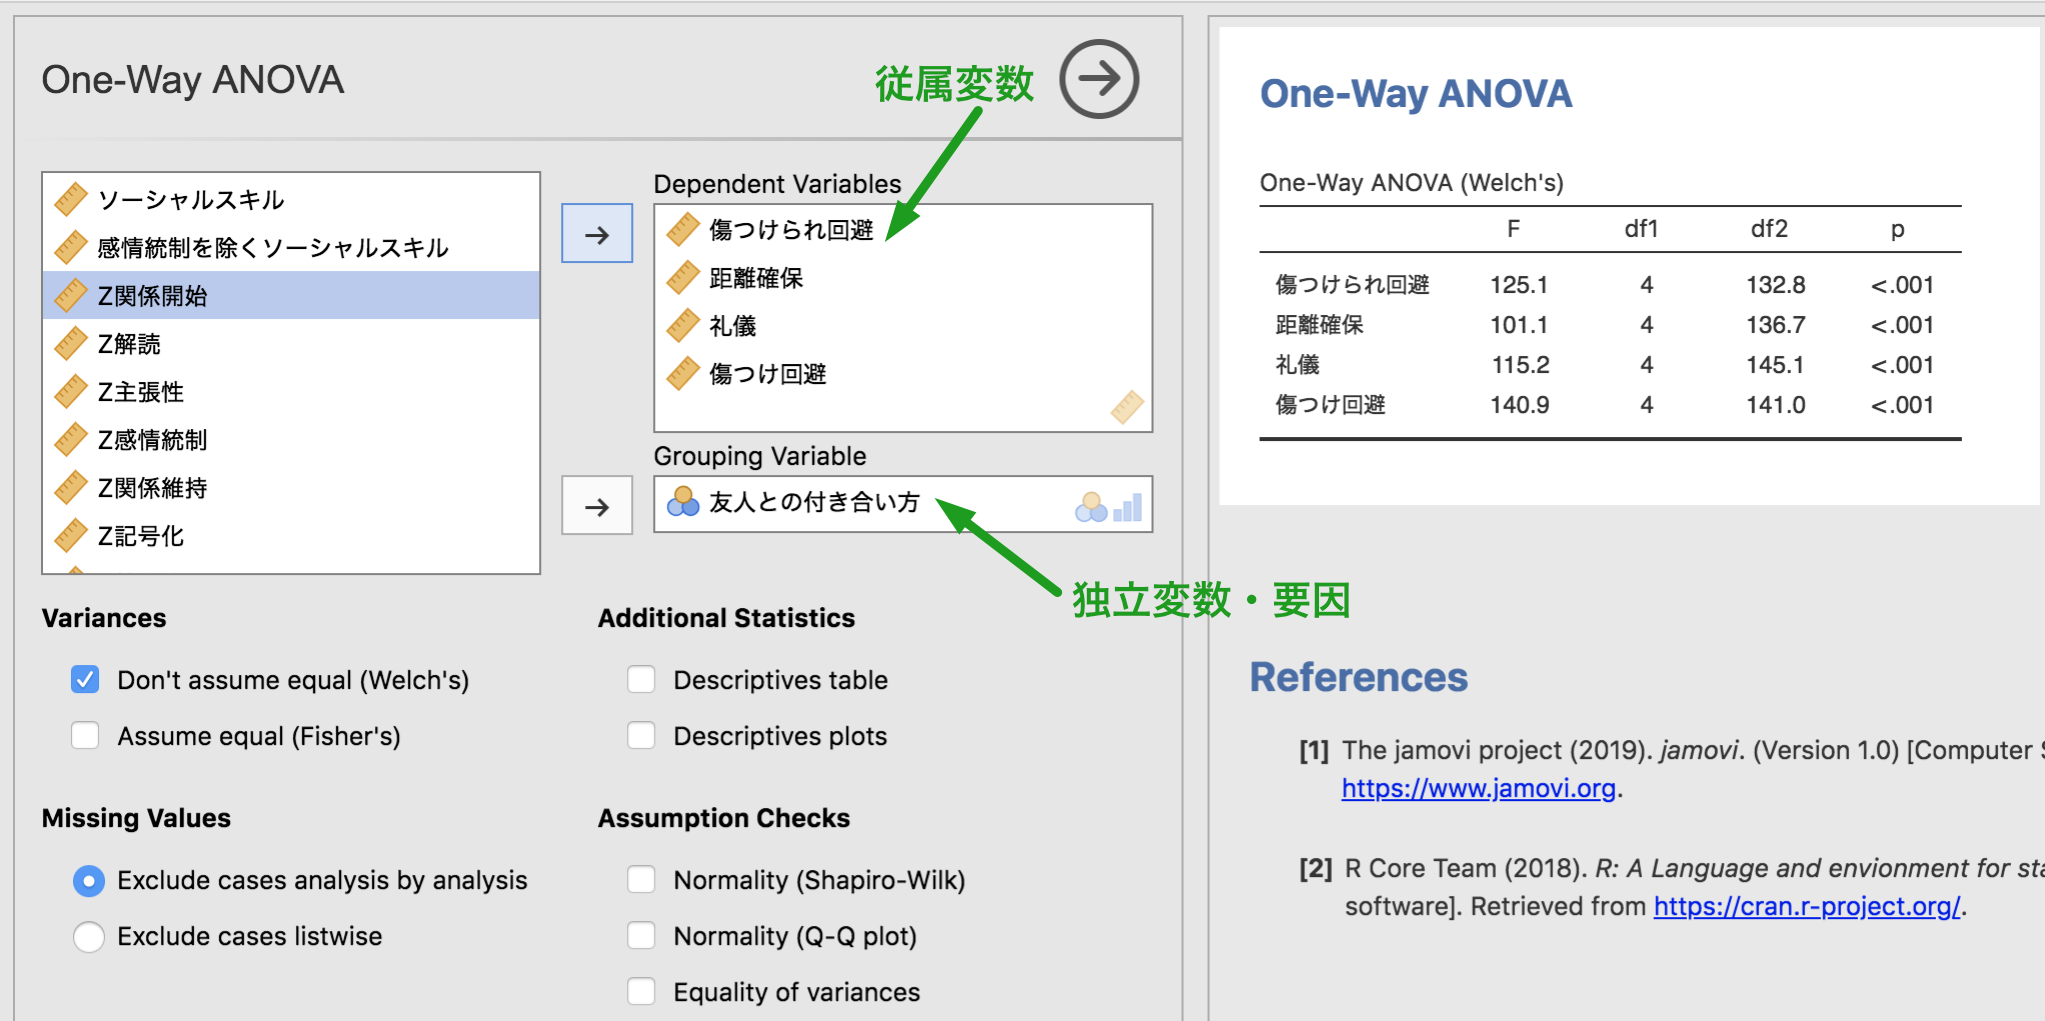 One-Way ANOVA
従属変数
ソーシャルスキル
感情統制を除くソーシャルスキル
Z関係開始
Z解読
Z主張性
Z感情統制
Z関係維持
Z記号化
Dependent Variables
傷つけられ回避
距離確保
礼儀
傷つけ回避
Grouping Variable
友人との付き合い方
独立変数・要因
Variances
Don't assume equal (Welch's)
Assume equal (Fisher's)
Additional Statistics
Descriptives table
Descriptives plots
Missing Values
Exclude cases analysis by analysis
Exclude cases listwise
Assumption Checks
Normality (Shapiro-Wilk)
Normality (Q-Q plot)
Equality of variances
One-Way ANOVA
One-Way ANOVA (Welch's)
F df1 df2 p
傷つけられ回避 125.1 4 132.8 <.001
距離確保 101.1 4 136.7 <.001
礼儀 115.2 4 145.1 <.001
傷つけ回避 140.9 4 141.0 <.001
References
[1] The jamovi project (2019). jamovi. (Version 1.0) [Computer
https://www.jamovi.org.
[2] R Core Team (2018). R: A Language and envionment for
software]. Retrieved from https://cran.r-project.org/.